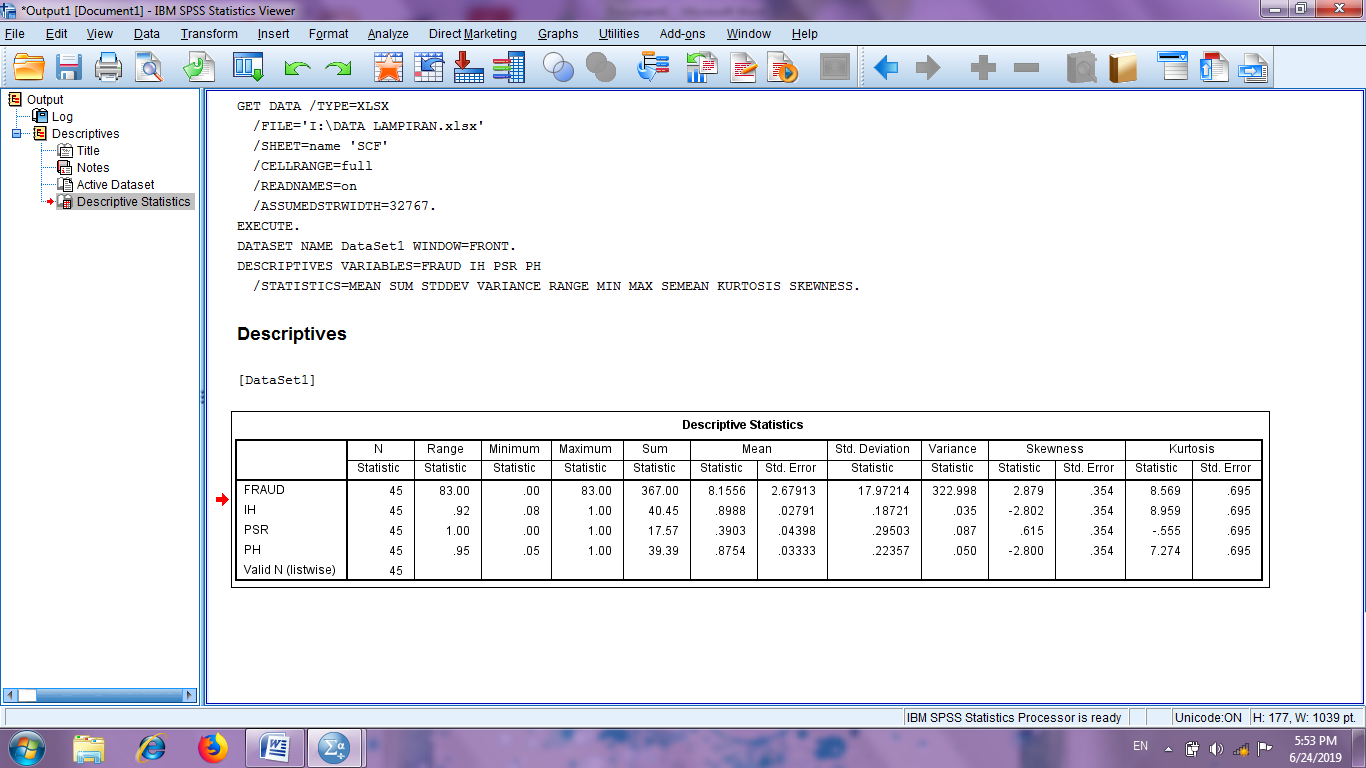 *Output1 [Document1] - IBM SPSS Statistics Viewer
File Edit View Data Transform Insert Format Analyze Direct Marketing Graphs Utilities Add-ons Window Help
Output
Log
Descriptives
Title
Notes
Active Dataset
Descriptive Statistics
GET DATA /TYPE=XLSX
/FILE='I:\DATA LAMPIRAN.xlsx'
/SHEET=name 'SCF'
/CELLRANGE=full
/READNAMES=on
/ASSUMEDSTRWIDTH=32767.
EXECUTE.
DATASET NAME DataSet1 WINDOW=FRONT.
DESCRIPTIVES VARIABLES=FRAUD IH PSR PH
/STATISTICS=MEAN SUM STDDEV VARIANCE RANGE MIN MAX SEMEAN KURTOSIS SKEWNESS.
Descriptives
[DataSet1]
Descriptive Statistics
N Range Minimum Maximum Sum Mean Std. Deviation Variance Skewness Kurtosis
Statistic Statistic Statistic Statistic Statistic Statistic Std. Error Statistic Statistic Statistic Std. Error Statistic Std. Error
FRAUD 45 83.00 .00 83.00 367.00 8.1556 2.67913 17.97214 322.998 2.879 .354 8.569 .695
IH 45 .92 .08 1.00 40.45 .8988 .02791 .18721 .035 -2.802 .354 8.959 .695
PSR 45 1.00 .00 1.00 17.57 .3903 .04398 .29503 .087 .615 .354 -.555 .695
PH 45 .95 .05 1.00 39.39 .8754 .03333 .22357 .050 -2.800 .354 7.274 .695
Valid N (listwise) 45
IBM SPSS Statistics Processor is ready Unicode:ON H: 177, W: 1039 pt.
EN
5:53 PM
6/24/2019